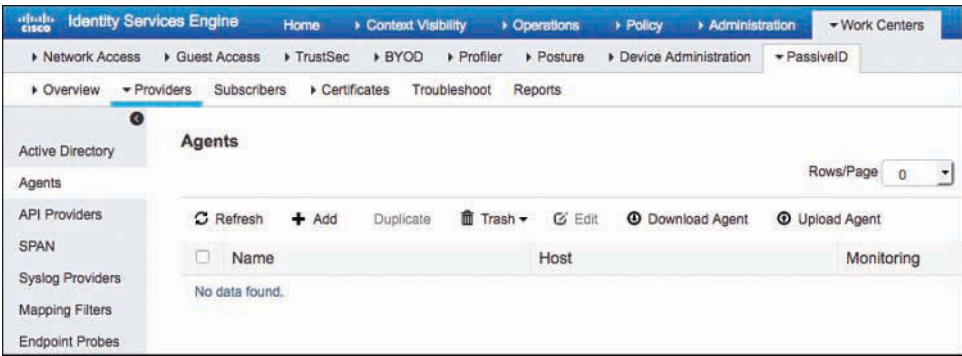 cisco Identity Services Engine Home Context Visibility Operations Policy Administration Work Centers
Network Access Guest Access TrustSec BYOD Profiler Posture Device Administration PassiveID
Overview Providers Subscribers Certificates Troubleshoot Reports
Active Directory
Agents
API Providers
SPAN
Syslog Providers
Mapping Filters
Endpoint Probes
Agents
Rows/Page 0
Refresh Add Duplicate Trash Edit Download Agent Upload Agent
Name Host Monitoring
No data found.